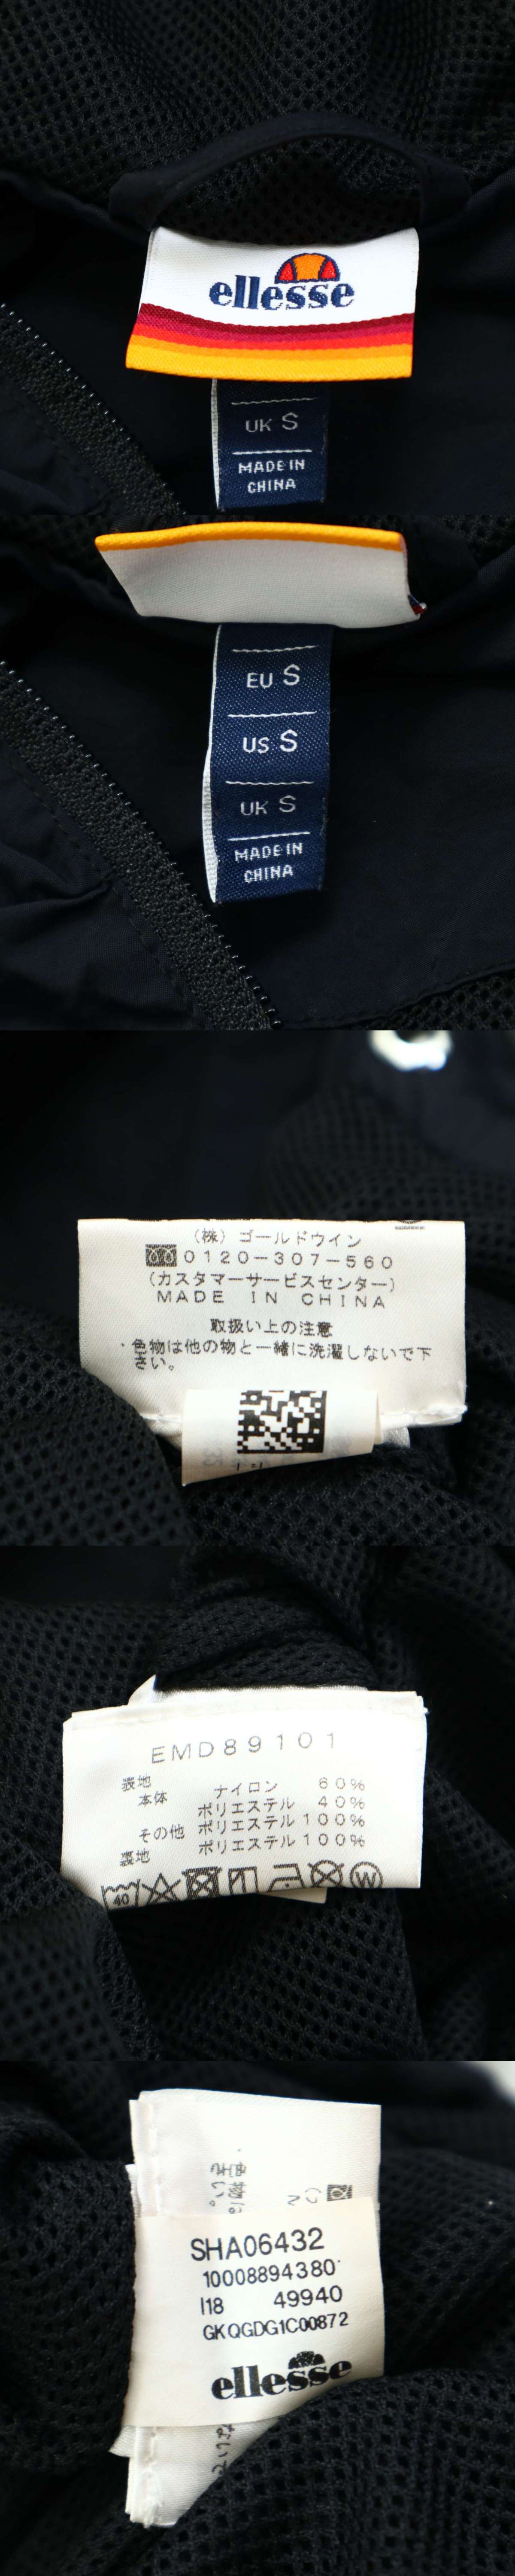 ellesse
UK S
MADE IN
CHINA
EU S
US S
UK S
MADE IN
CHINA
(株) ゴールドウイン
0120-307-560
(カスタマーサービスセンター)
MADE IN CHINA
取扱い上の注意
・色物は他の物と一緒に洗濯しないで下
さい。
EMD89101
表地
本体 ナイロン 60%
ポリエステル 40%
その他 ポリエステル 100%
裏地 ポリエステル 100%
40
W
SHA06432
10008894380
I18 49940
GKQGDG1C00872
ellesse